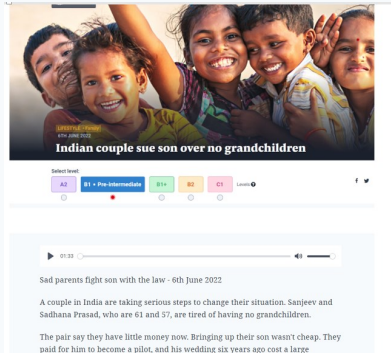 LIFESTYLE • Family
6TH JUNE 2022
Indian couple sue son over no grandchildren
Select level:
A2
B1 + Pre-intermediate
B1+
B2
C1
Levels
01:33
Sad parents fight son with the law - 6th June 2022
A couple in India are taking serious steps to change their situation. Sanjeev and
Sadhana Prasad, who are 61 and 57, are tired of having no grandchildren.
The pair say they have little money now. Bringing up their son wasn't cheap. They
paid for him to become a pilot, and his wedding six years ago cost a large